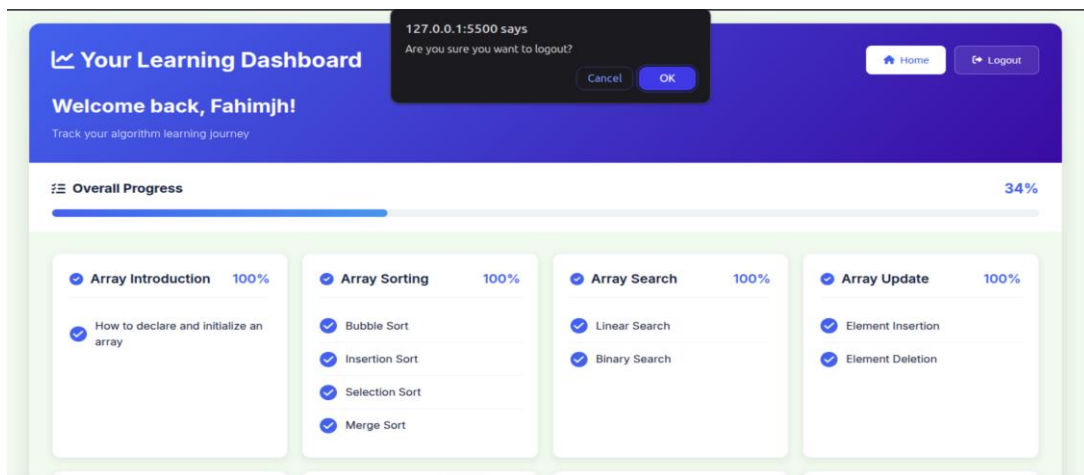 127.0.0.1:5500 says
Are you sure you want to logout?
Cancel OK
Your Learning Dashboard
Home Logout
Welcome back, Fahimjh!
Track your algorithm learning journey
Overall Progress 34%
Array Introduction 100%
How to declare and initialize an
array
Array Sorting 100%
Bubble Sort
Insertion Sort
Selection Sort
Merge Sort
Array Search 100%
Linear Search
Binary Search
Array Update 100%
Element Insertion
Element Deletion